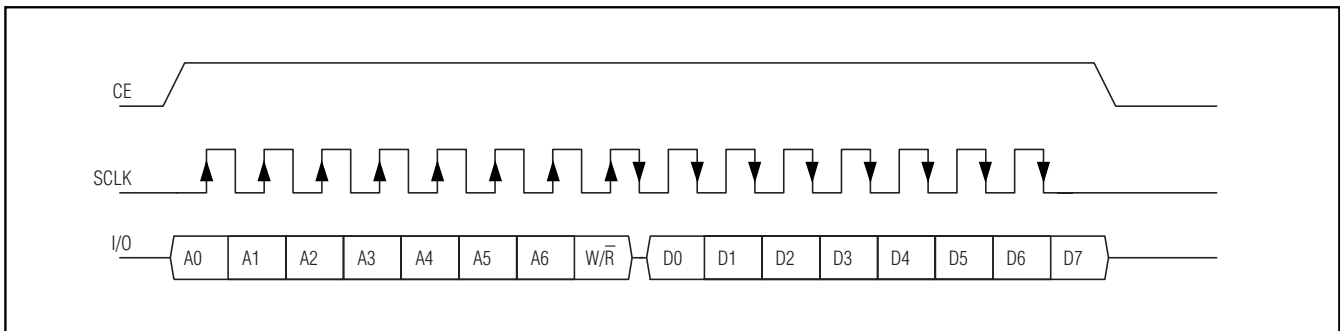 CE
SCLK
I/O A0 A1 A2 A3 A4 A5 A6 W/R̅ D0 D1 D2 D3 D4 D5 D6 D7